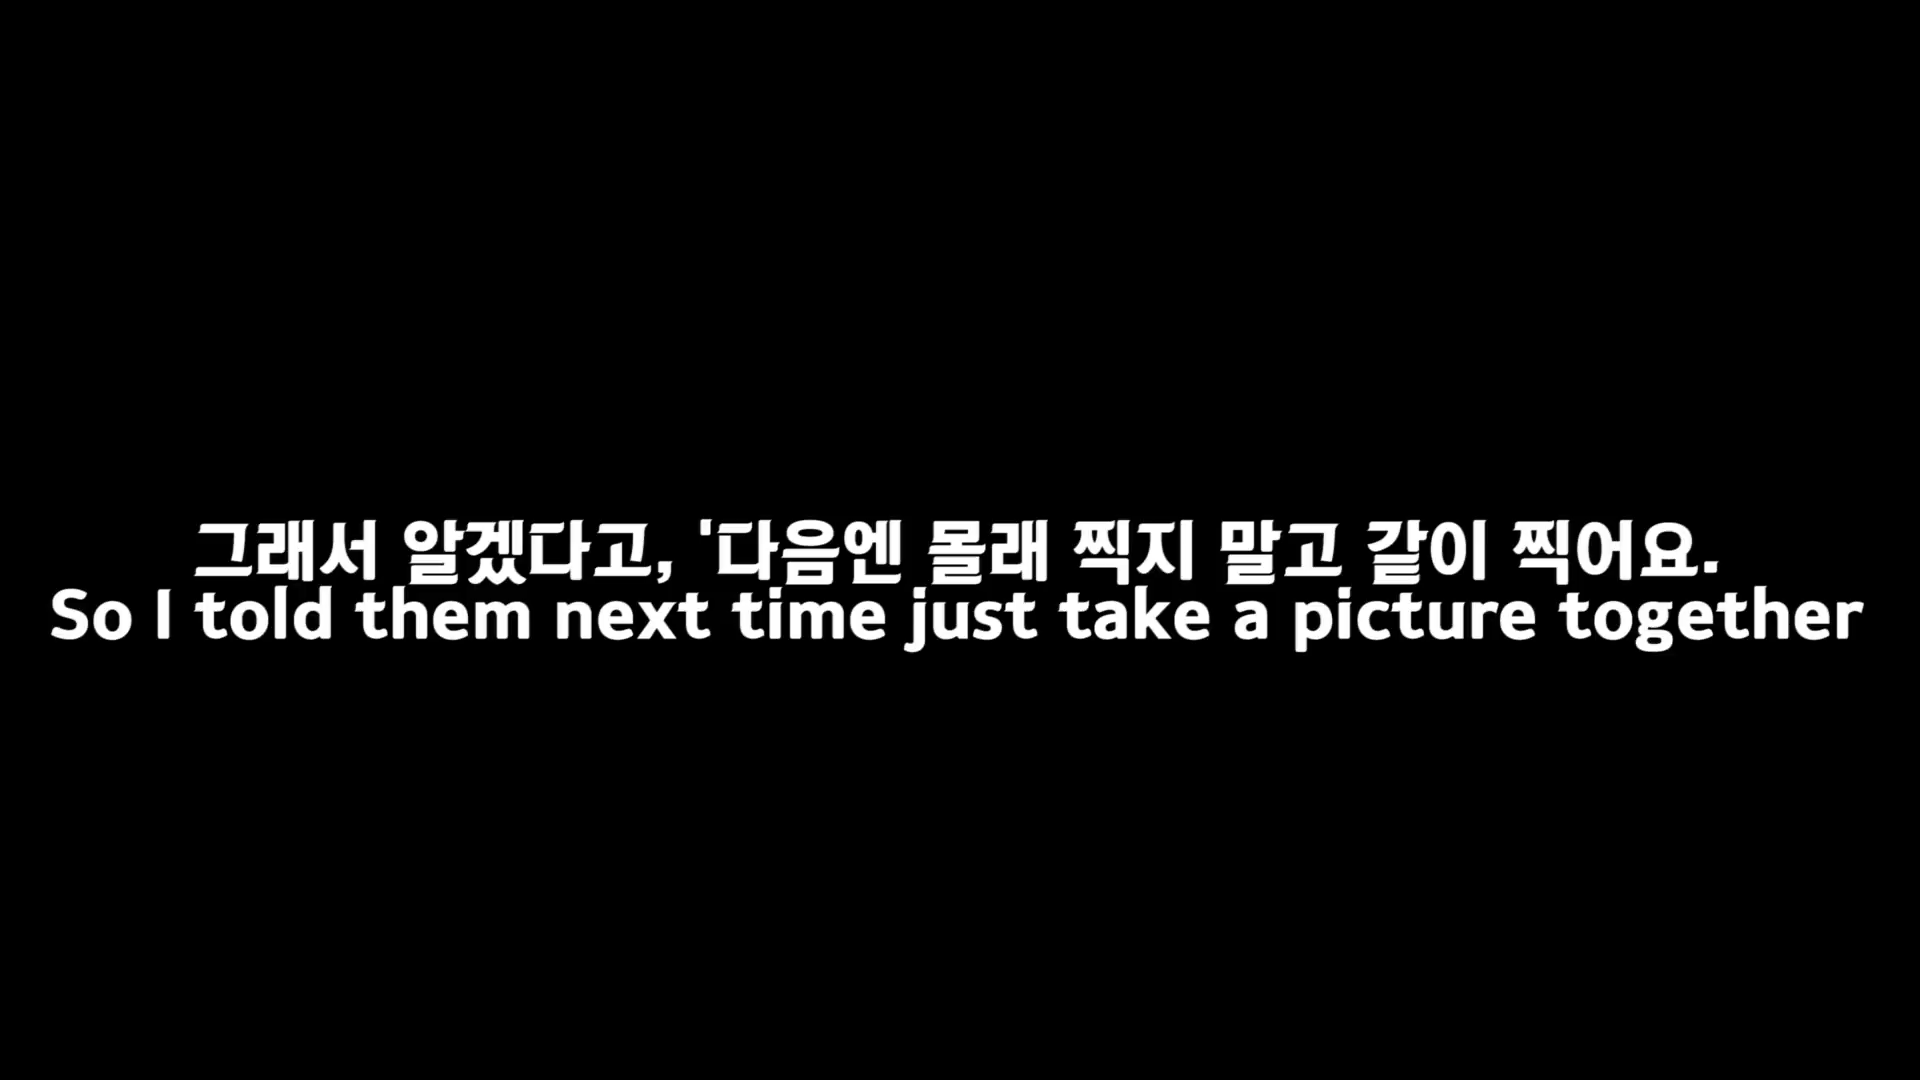 그래서 알겠다고, '다음엔 몰래 찍지 말고 같이 찍어요.
So I told them next time just take a picture together